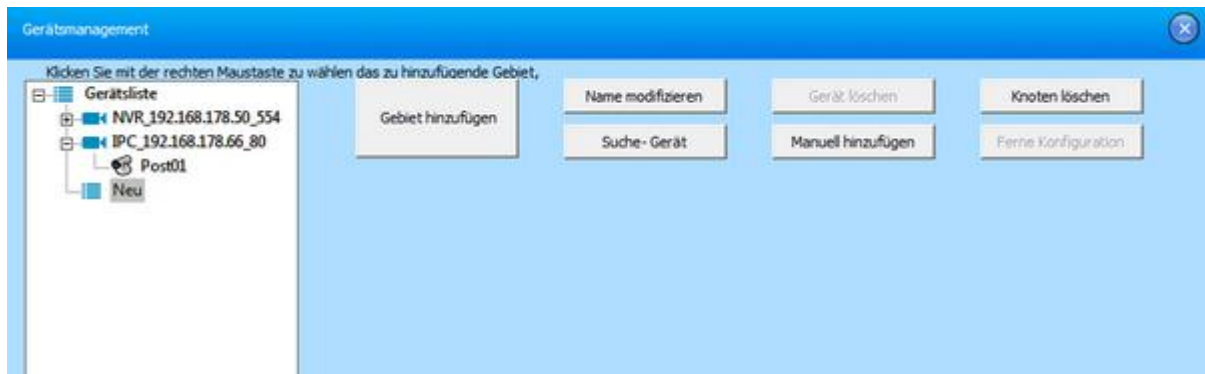 Gerätsmanagement
Klicken Sie mit der rechten Maustaste zu wählen das zu hinzufügende Gebiet,
Gerätsliste
NVR_192.168.178.50_554
IPC_192.168.178.66_80
Post01
Neu
Gebiet hinzufügen
Name modifizieren
Gerät löschen
Knoten löschen
Suche- Gerät
Manuell hinzufügen
Ferne Konfiguration